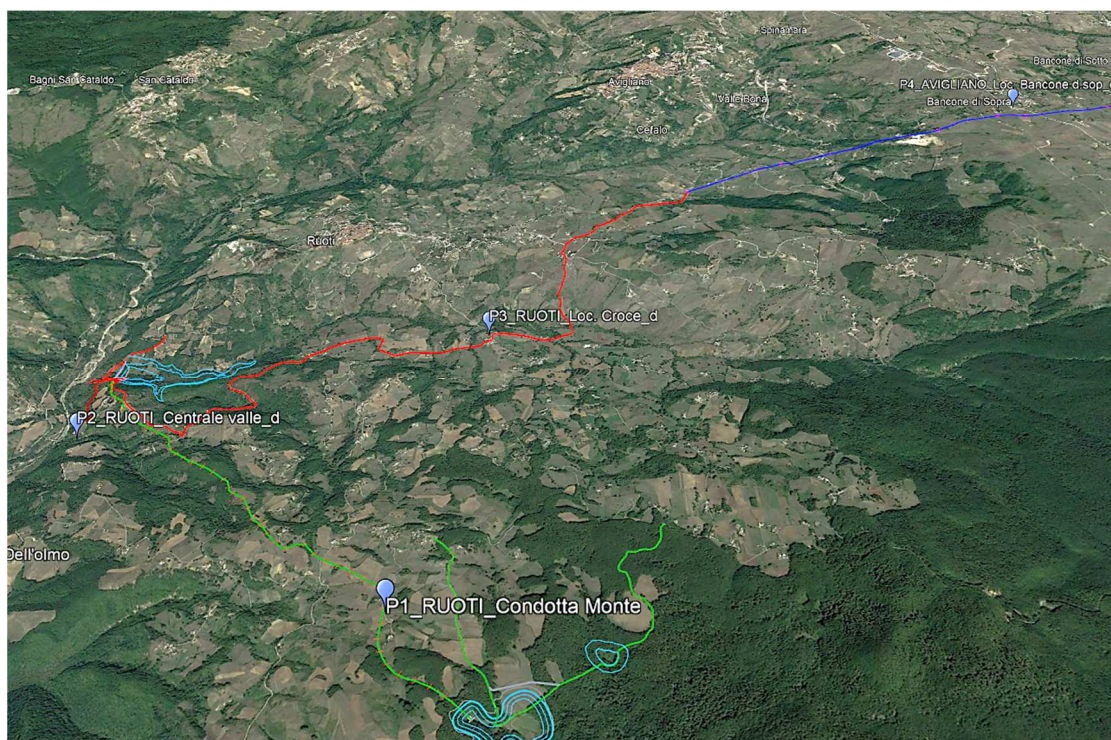 Spinamara
Bancone di Sotto
Bagni San Cataldo
San Cataldo
Avigliano
P4_AVIGLIANO_Loc. Bancone d.sop_
Valle Bona
Bancone di Sopra
Cefalo
Ruoti
P3_RUOTI_Loc. Croce_d
P2_RUOTI_Centrale valle_d
Dell'olmo
P1_RUOTI_Condotta Monte